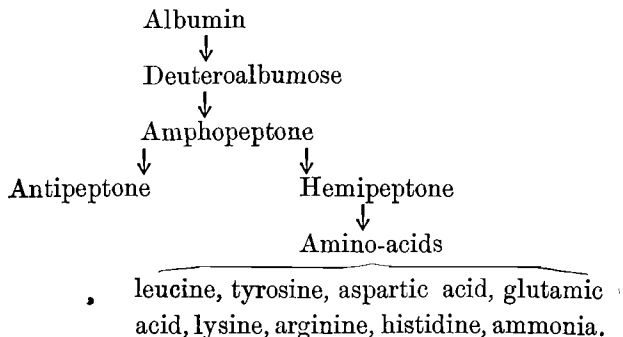 Albumin
Deuteroalbumose
Amphopeptone
Antipeptone Hemipeptone
Amino-acids
leucine, tyrosine, aspartic acid, glutamic
acid, lysine, arginine, histidine, ammonia.